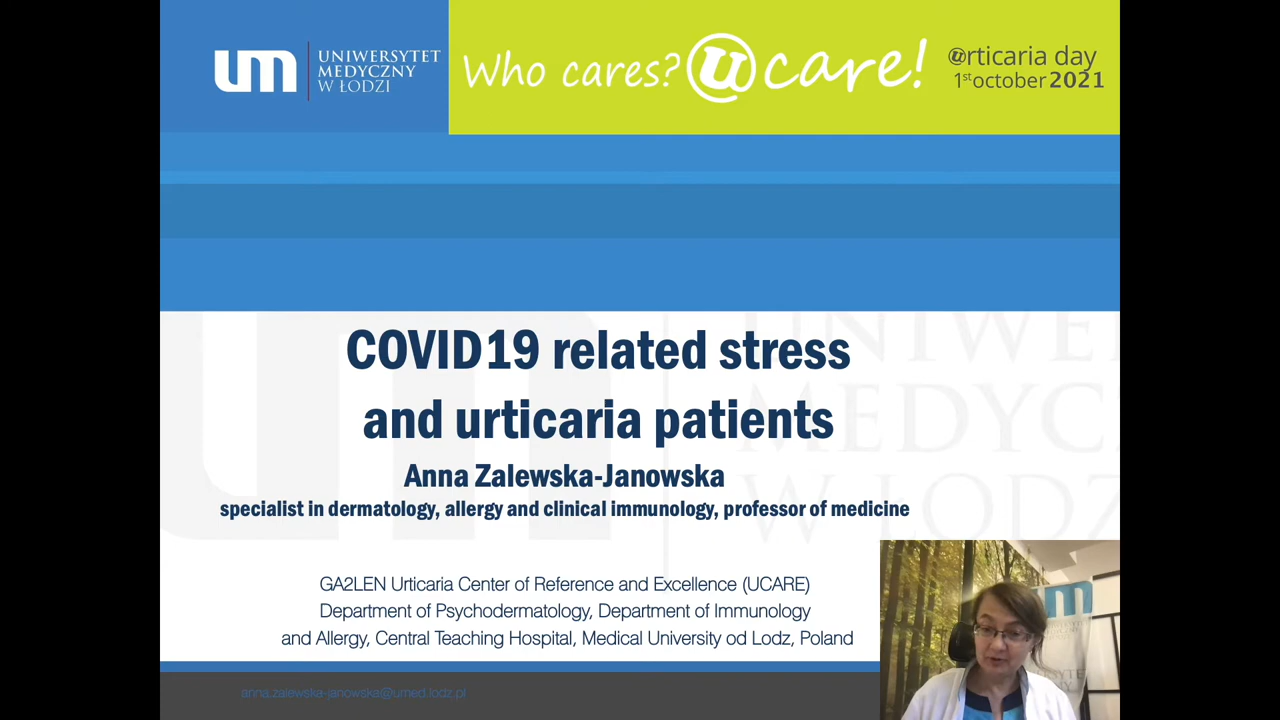 um
UNIWERSYTET
MEDYCZNY
W ŁODZI
Who cares? @ucare!
@urticaria day
1st october 2021
COVID19 related stress
and urticaria patients
Anna Zalewska-Janowska
specialist in dermatology, allergy and clinical immunology, professor of medicine
GA2LEN Urticaria Center of Reference and Excellence (UCARE)
Department of Psychodermatology, Department of Immunology
and Allergy, Central Teaching Hospital, Medical University od Lodz, Poland
anna.zalewska-janowska@umed.lodz.pl